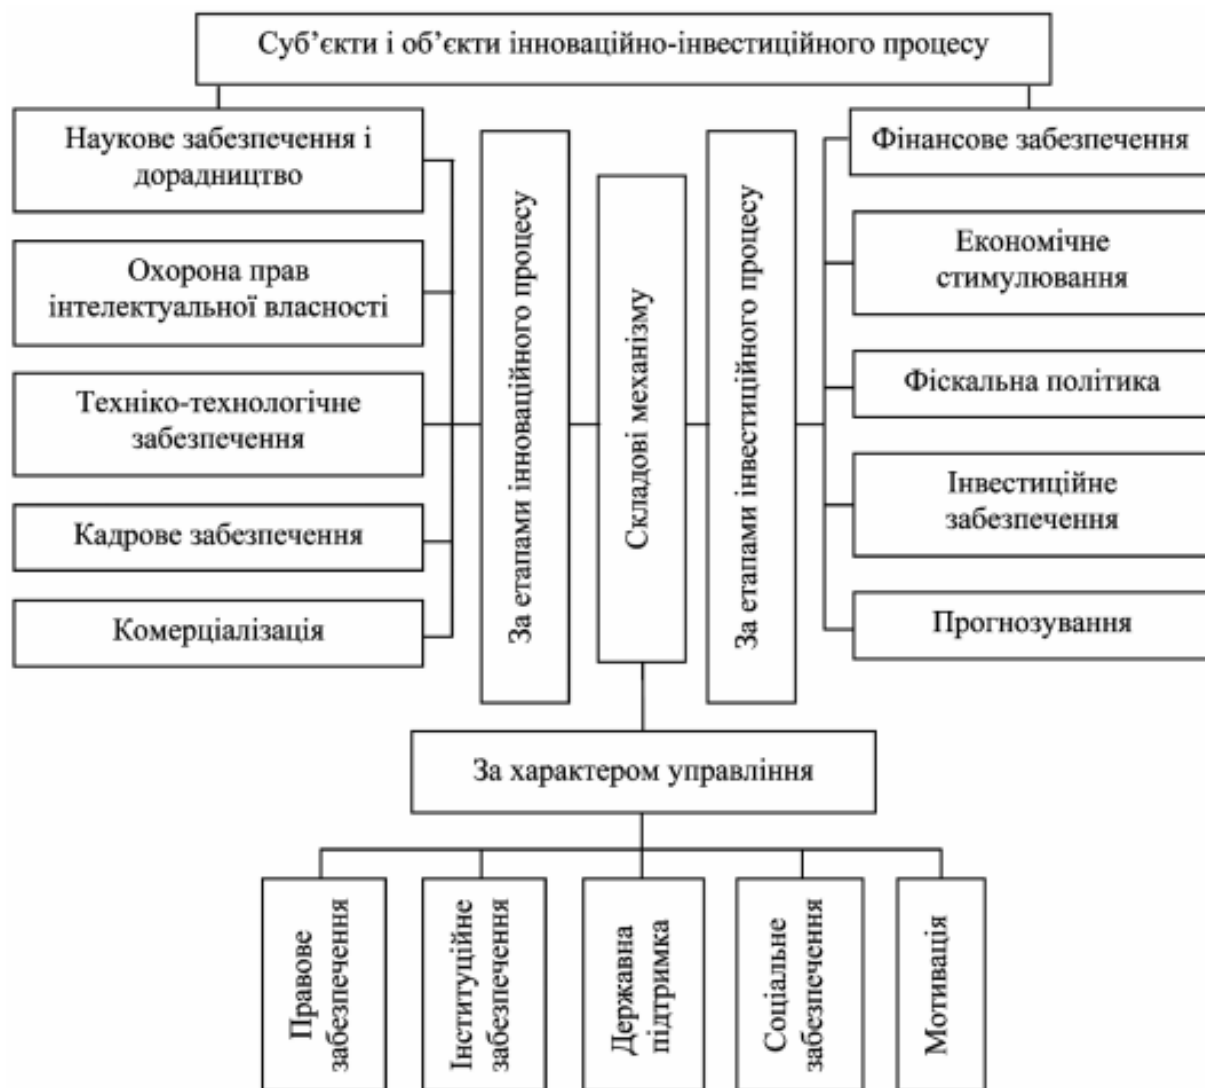 Суб’єкти і об’єкти інноваційно-інвестиційного процесу
Наукове забезпечення і
дорадництво
Охорона прав
інтелектуальної власності
Техніко-технологічне
забезпечення
Кадрове забезпечення
Комерціалізація
За етапами інноваційного процесу
Складові механізму
За етапами інвестиційного процесу
Фінансове забезпечення
Економічне
стимулювання
Фіскальна політика
Інвестиційне
забезпечення
Прогнозування
За характером управління
Правове
забезпечення
Інституційне
забезпечення
Державна
підтримка
Соціальне
забезпечення
Мотивація